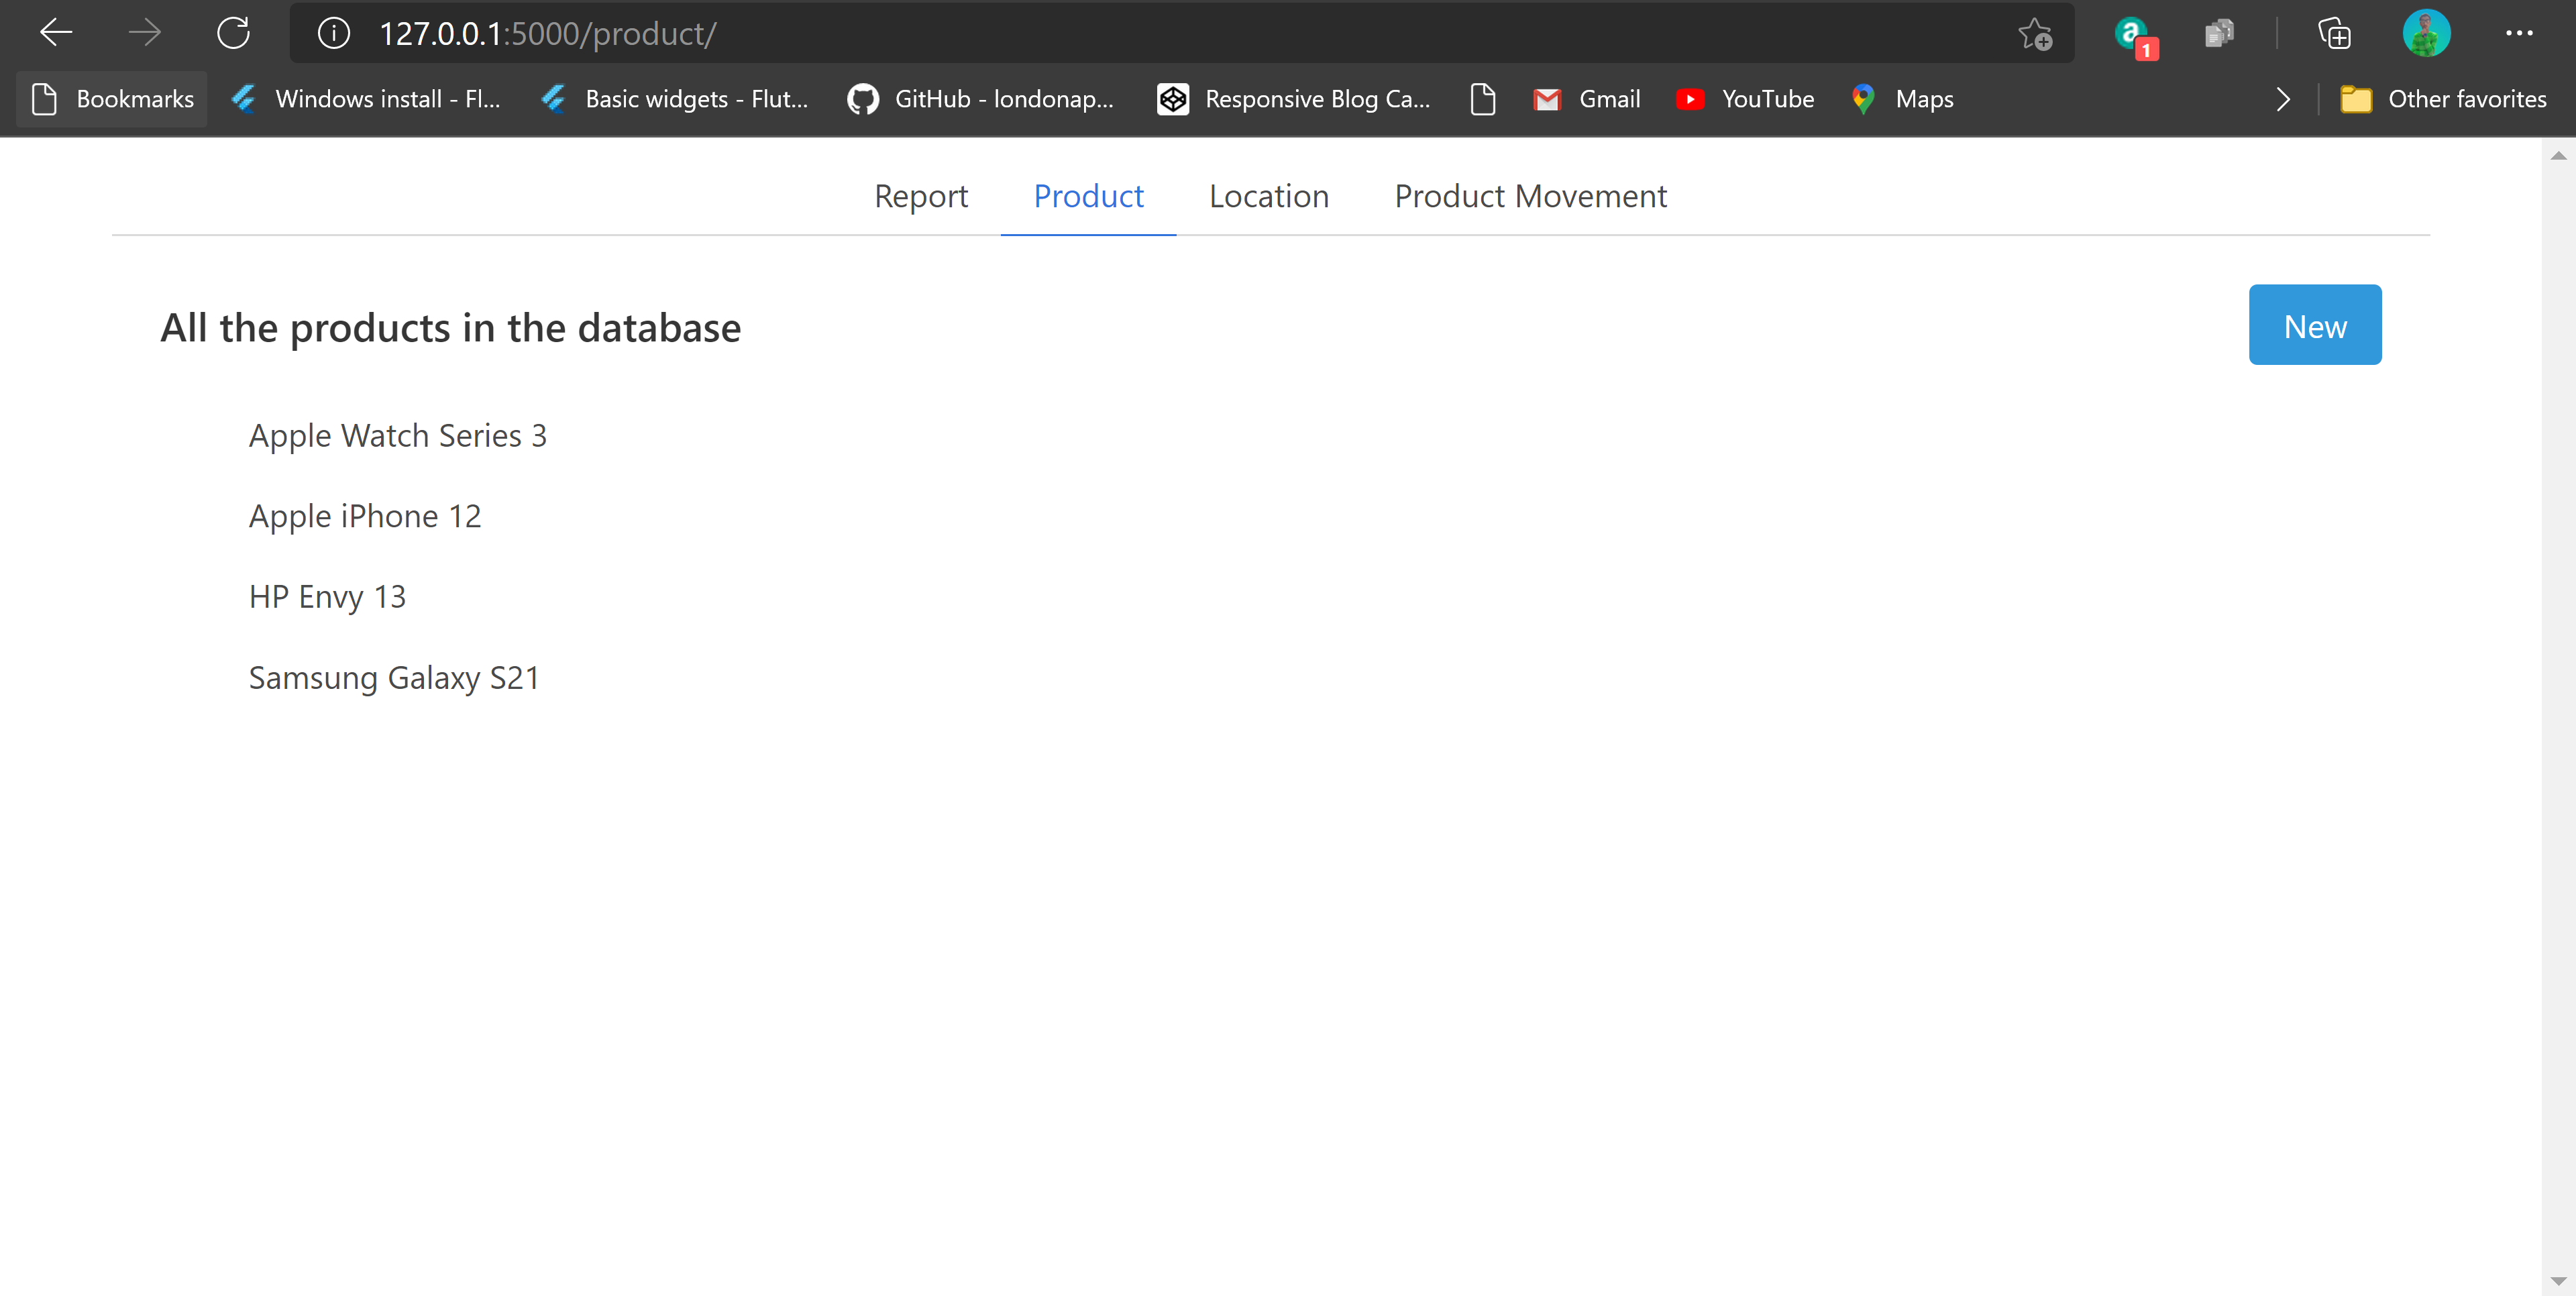 127.0.0.1:5000/product/
1
Bookmarks Windows install - Fl... Basic widgets - Flut... GitHub - londonap... Responsive Blog Ca... Gmail YouTube Maps Other favorites
Report Product Location Product Movement
All the products in the database New
Apple Watch Series 3
Apple iPhone 12
HP Envy 13
Samsung Galaxy S21